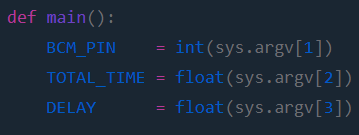 def main():
    BCM_PIN    = int(sys.argv[1])
    TOTAL_TIME = float(sys.argv[2])
    DELAY      = float(sys.argv[3])